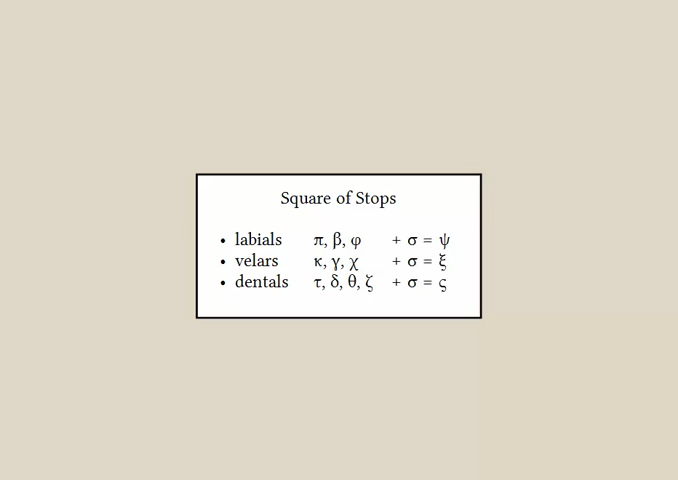 Square of Stops
• labials π, β, φ + σ = ψ
• velars κ, γ, χ + σ = ξ
• dentals τ, δ, θ, ζ + σ = ς